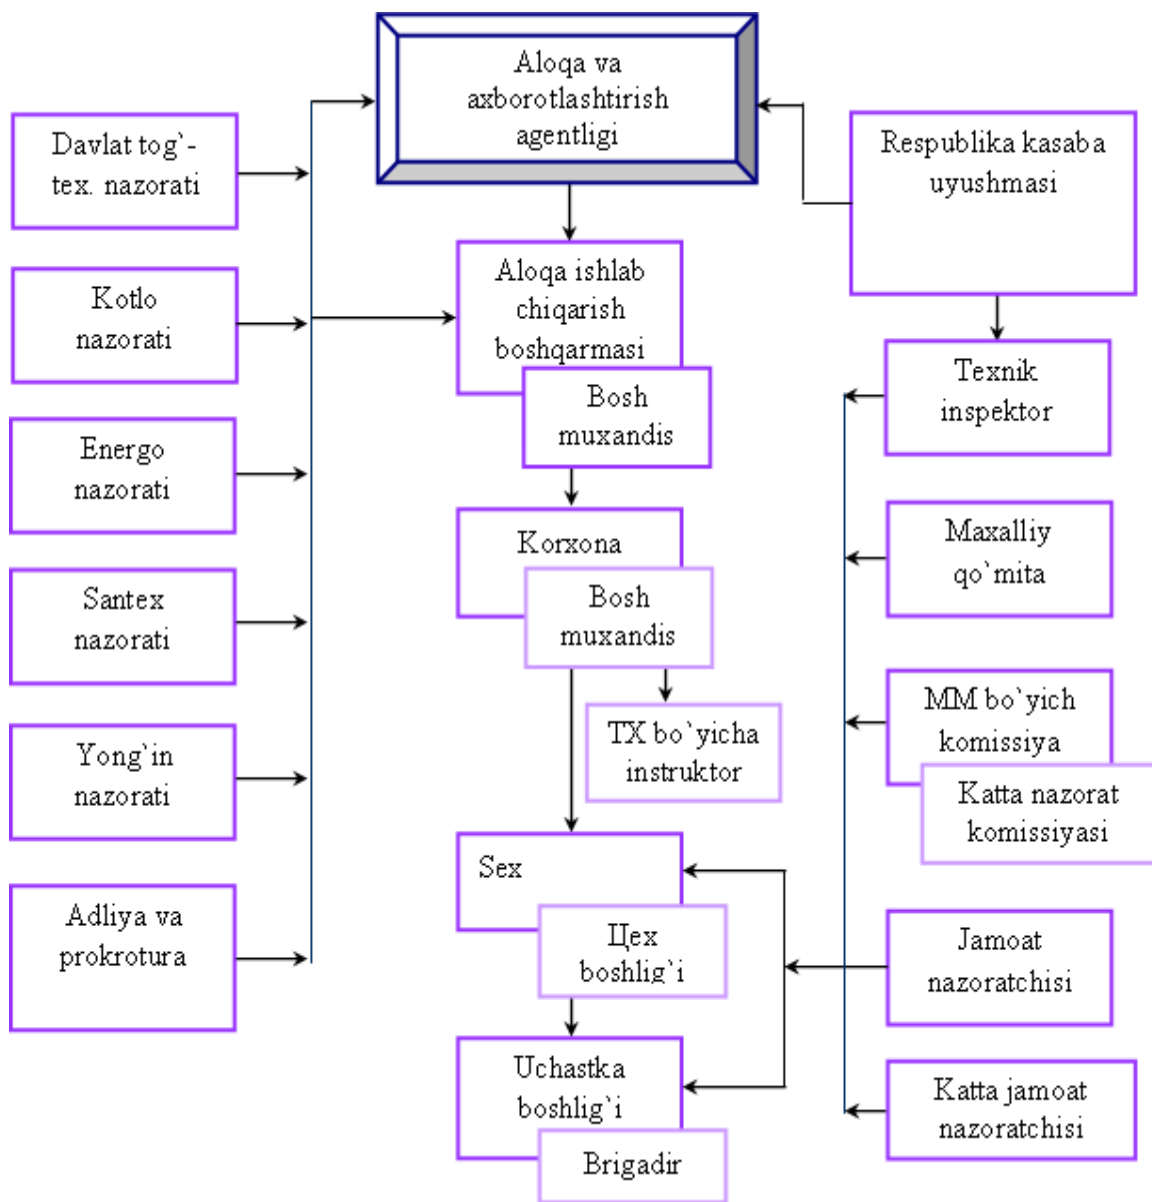 Aloqa va
axborotlashtirish
agentligi
Davlat tog`-
tex. nazorati
Kotlo
nazorati
Energo
nazorati
Santex
nazorati
Yong`in
nazorati
Adliya va
prokrotura
Aloqa ishlab
chiqarish
boshqarmasi
Bosh
muxandis
Korxona
Bosh
muxandis
TX bo`yicha
instruktor
Sex
Цех
boshlig`i
Uchastka
boshlig`i
Brigadir
Respublika kasaba
uyushmasi
Texnik
inspektor
Maxalliy
qo`mita
MM bo`yich
komissiya
Katta nazorat
komissiyasi
Jamoat
nazoratchisi
Katta jamoat
nazoratchisi